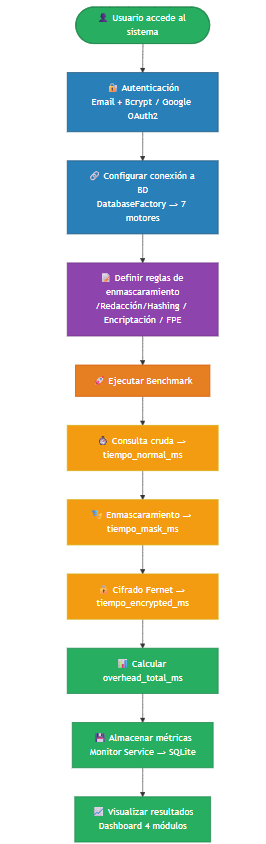 👤 Usuario accede al
sistema
🔐 Autenticación
Email + Bcrypt / Google
OAuth2
🔗 Configurar conexión a
BD
DatabaseFactory → 7
motores
📝 Definir reglas de
enmascaramiento
/Redacción/Hashing /
Encriptación / FPE
🚀 Ejecutar Benchmark
⏱️ Consulta cruda →
tiempo_normal_ms
🎭 Enmascaramiento →
tiempo_mask_ms
🔒 Cifrado Fernet →
tiempo_encrypted_ms
📊 Calcular
overhead_total_ms
💾 Almacenar métricas
Monitor Service → SQLite
📈 Visualizar resultados
Dashboard 4 módulos